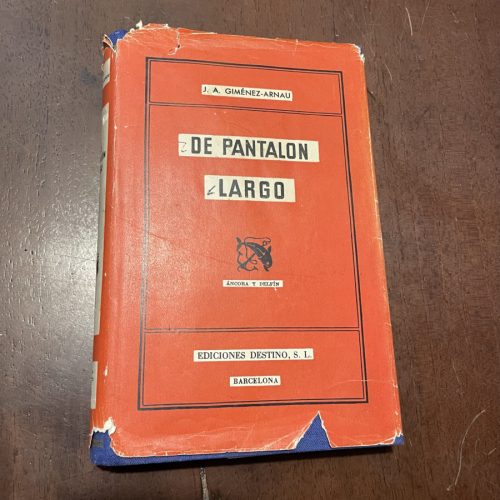 J. A. GIMÉNEZ-ARNAU
DE PANTALON
LARGO
ÁNCORA Y DELFÍN
EDICIONES DESTINO, S. L.
BARCELONA